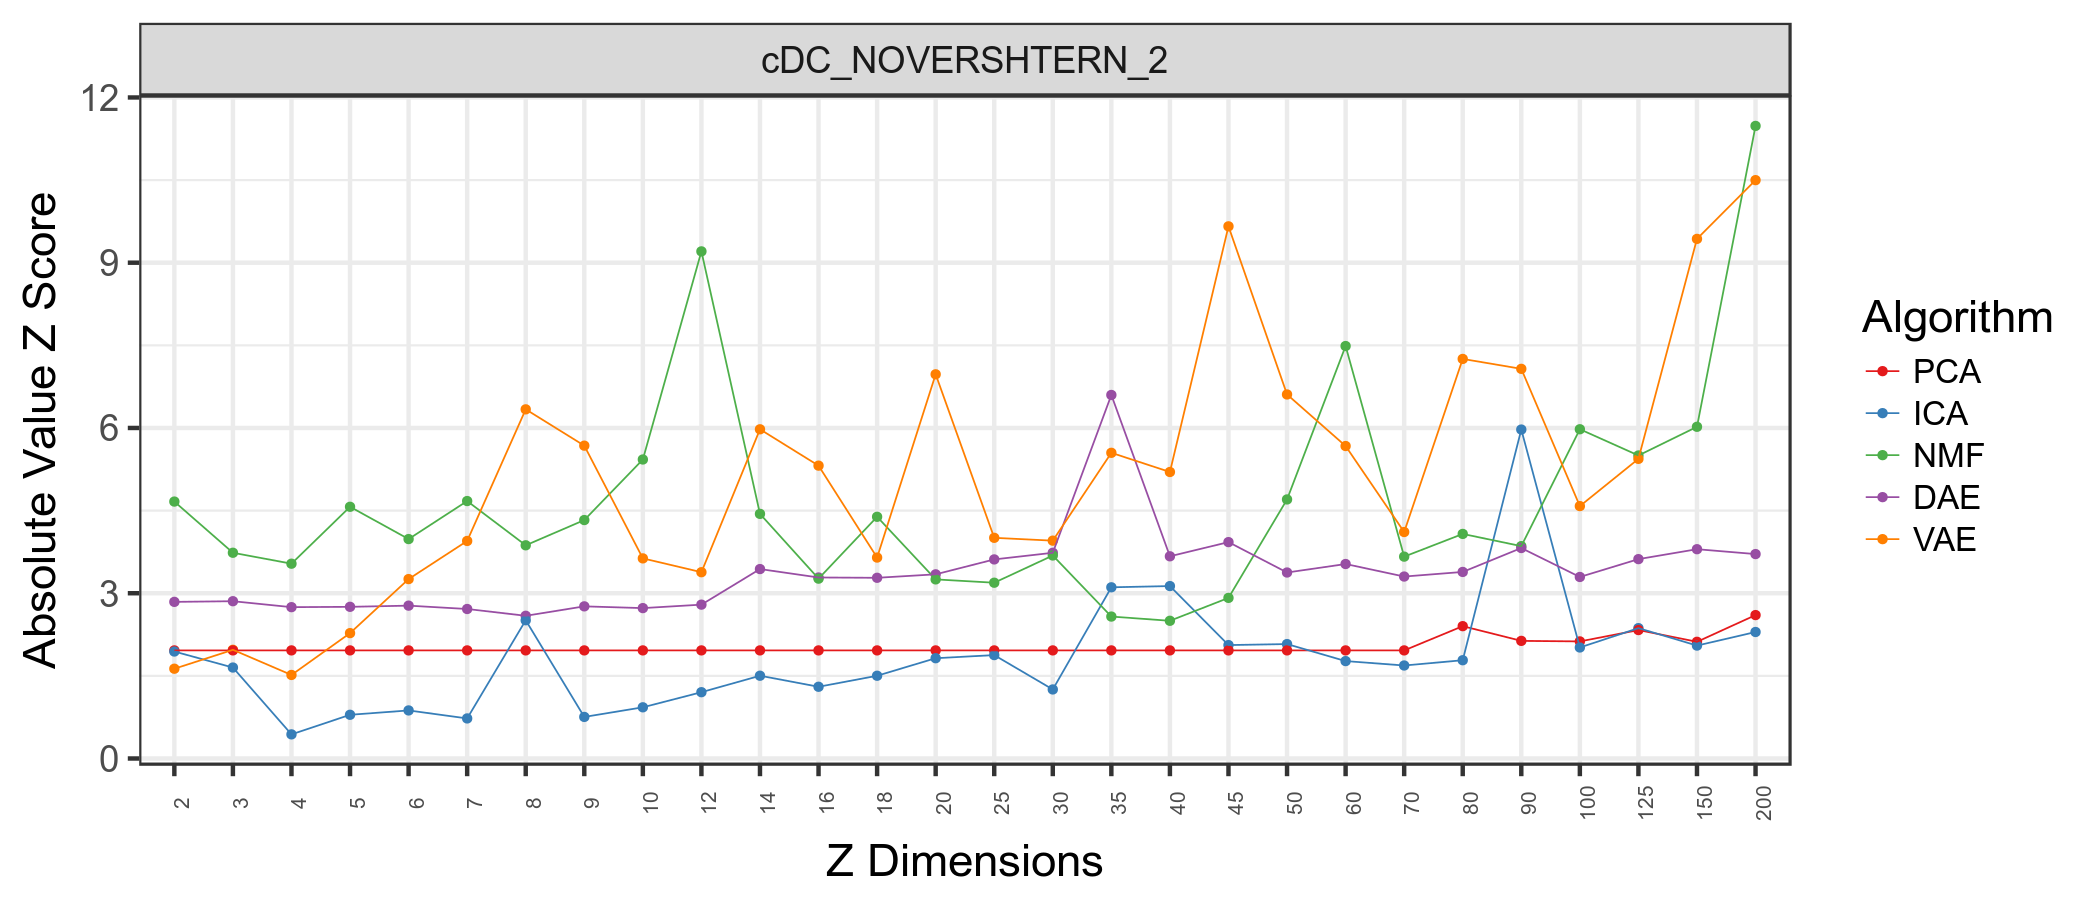 cDC_NOVERSHTERN_2
Absolute Value Z Score
12
9
6
3
0
2 3 4 5 6 7 8 9 10 12 14 16 18 20 25 30 35 40 45 50 60 70 80 90 100 125 150 200
Z Dimensions
Algorithm
PCA
ICA
NMF
DAE
VAE